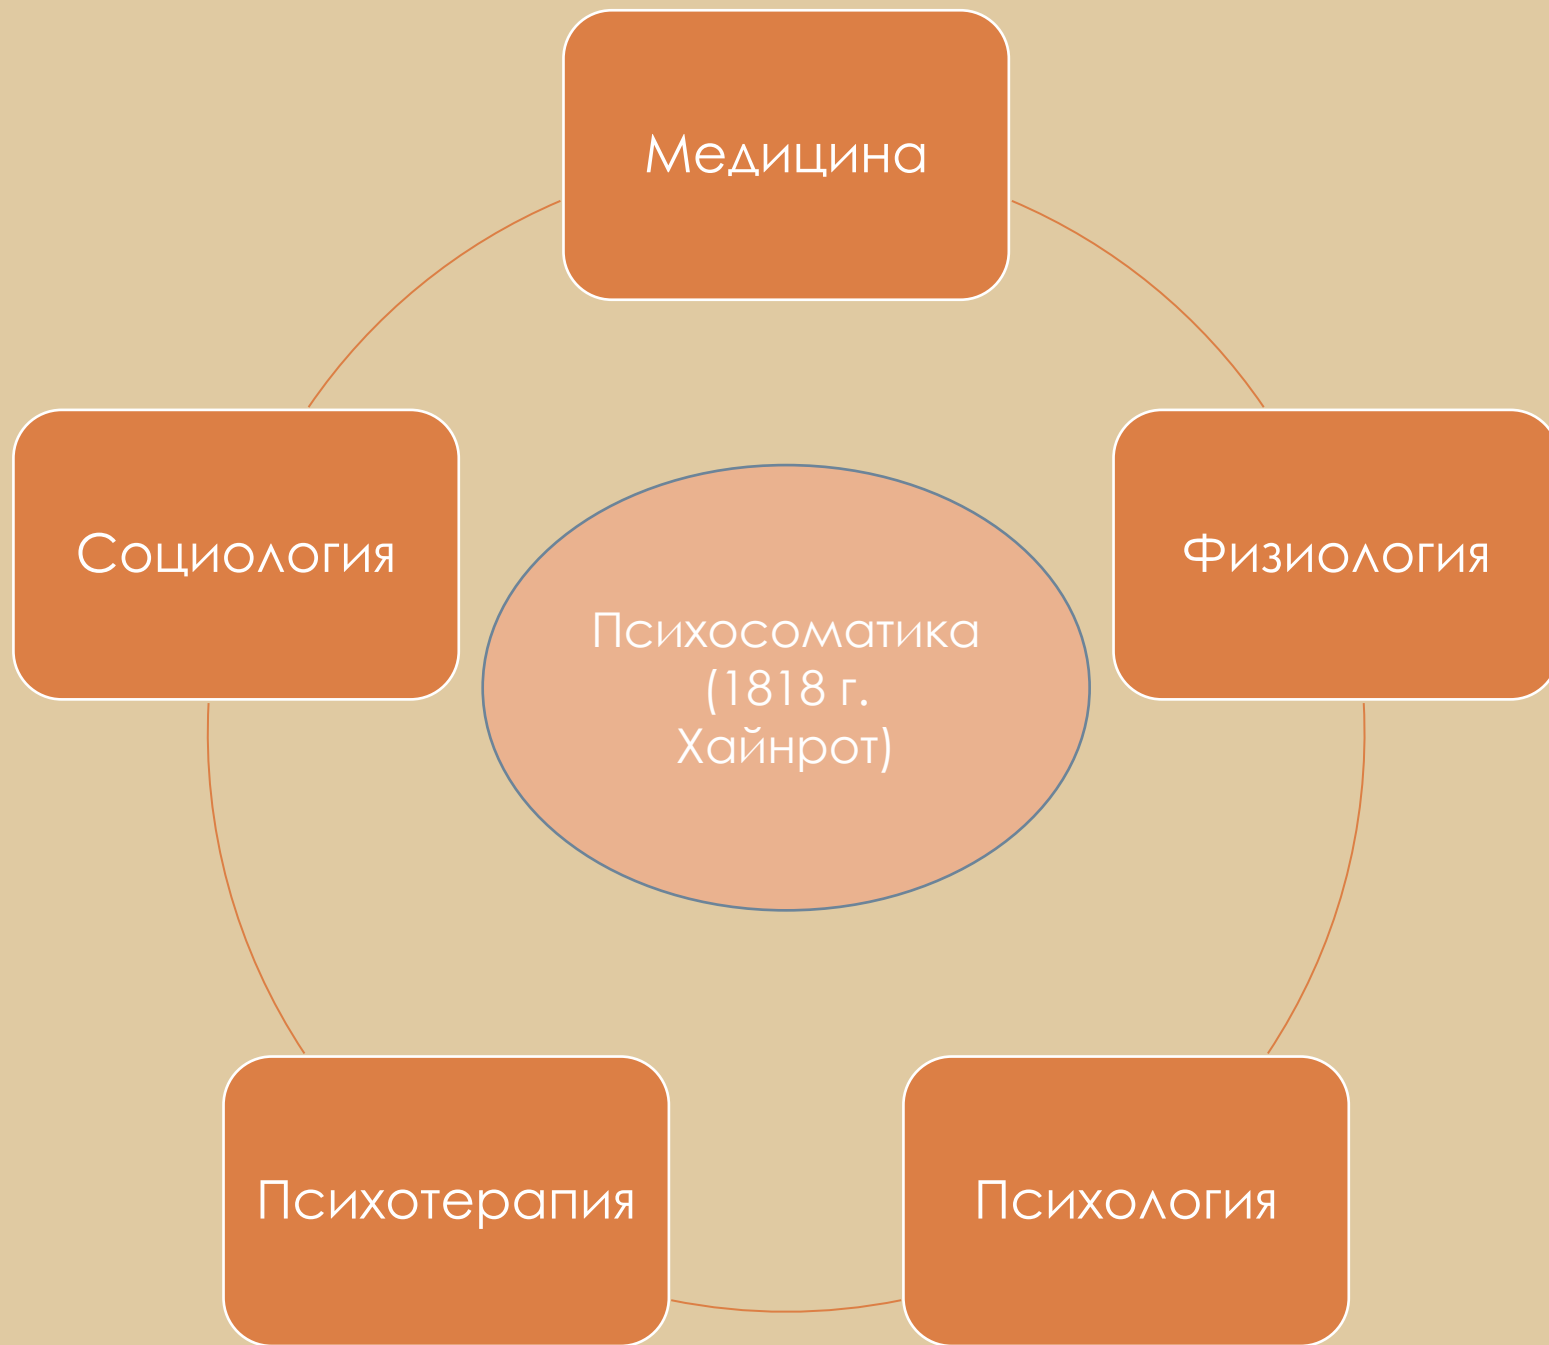 Медицина
Социология
Физиология
Психосоматика
(1818 г.
Хайнрот)
Психотерапия
Психология